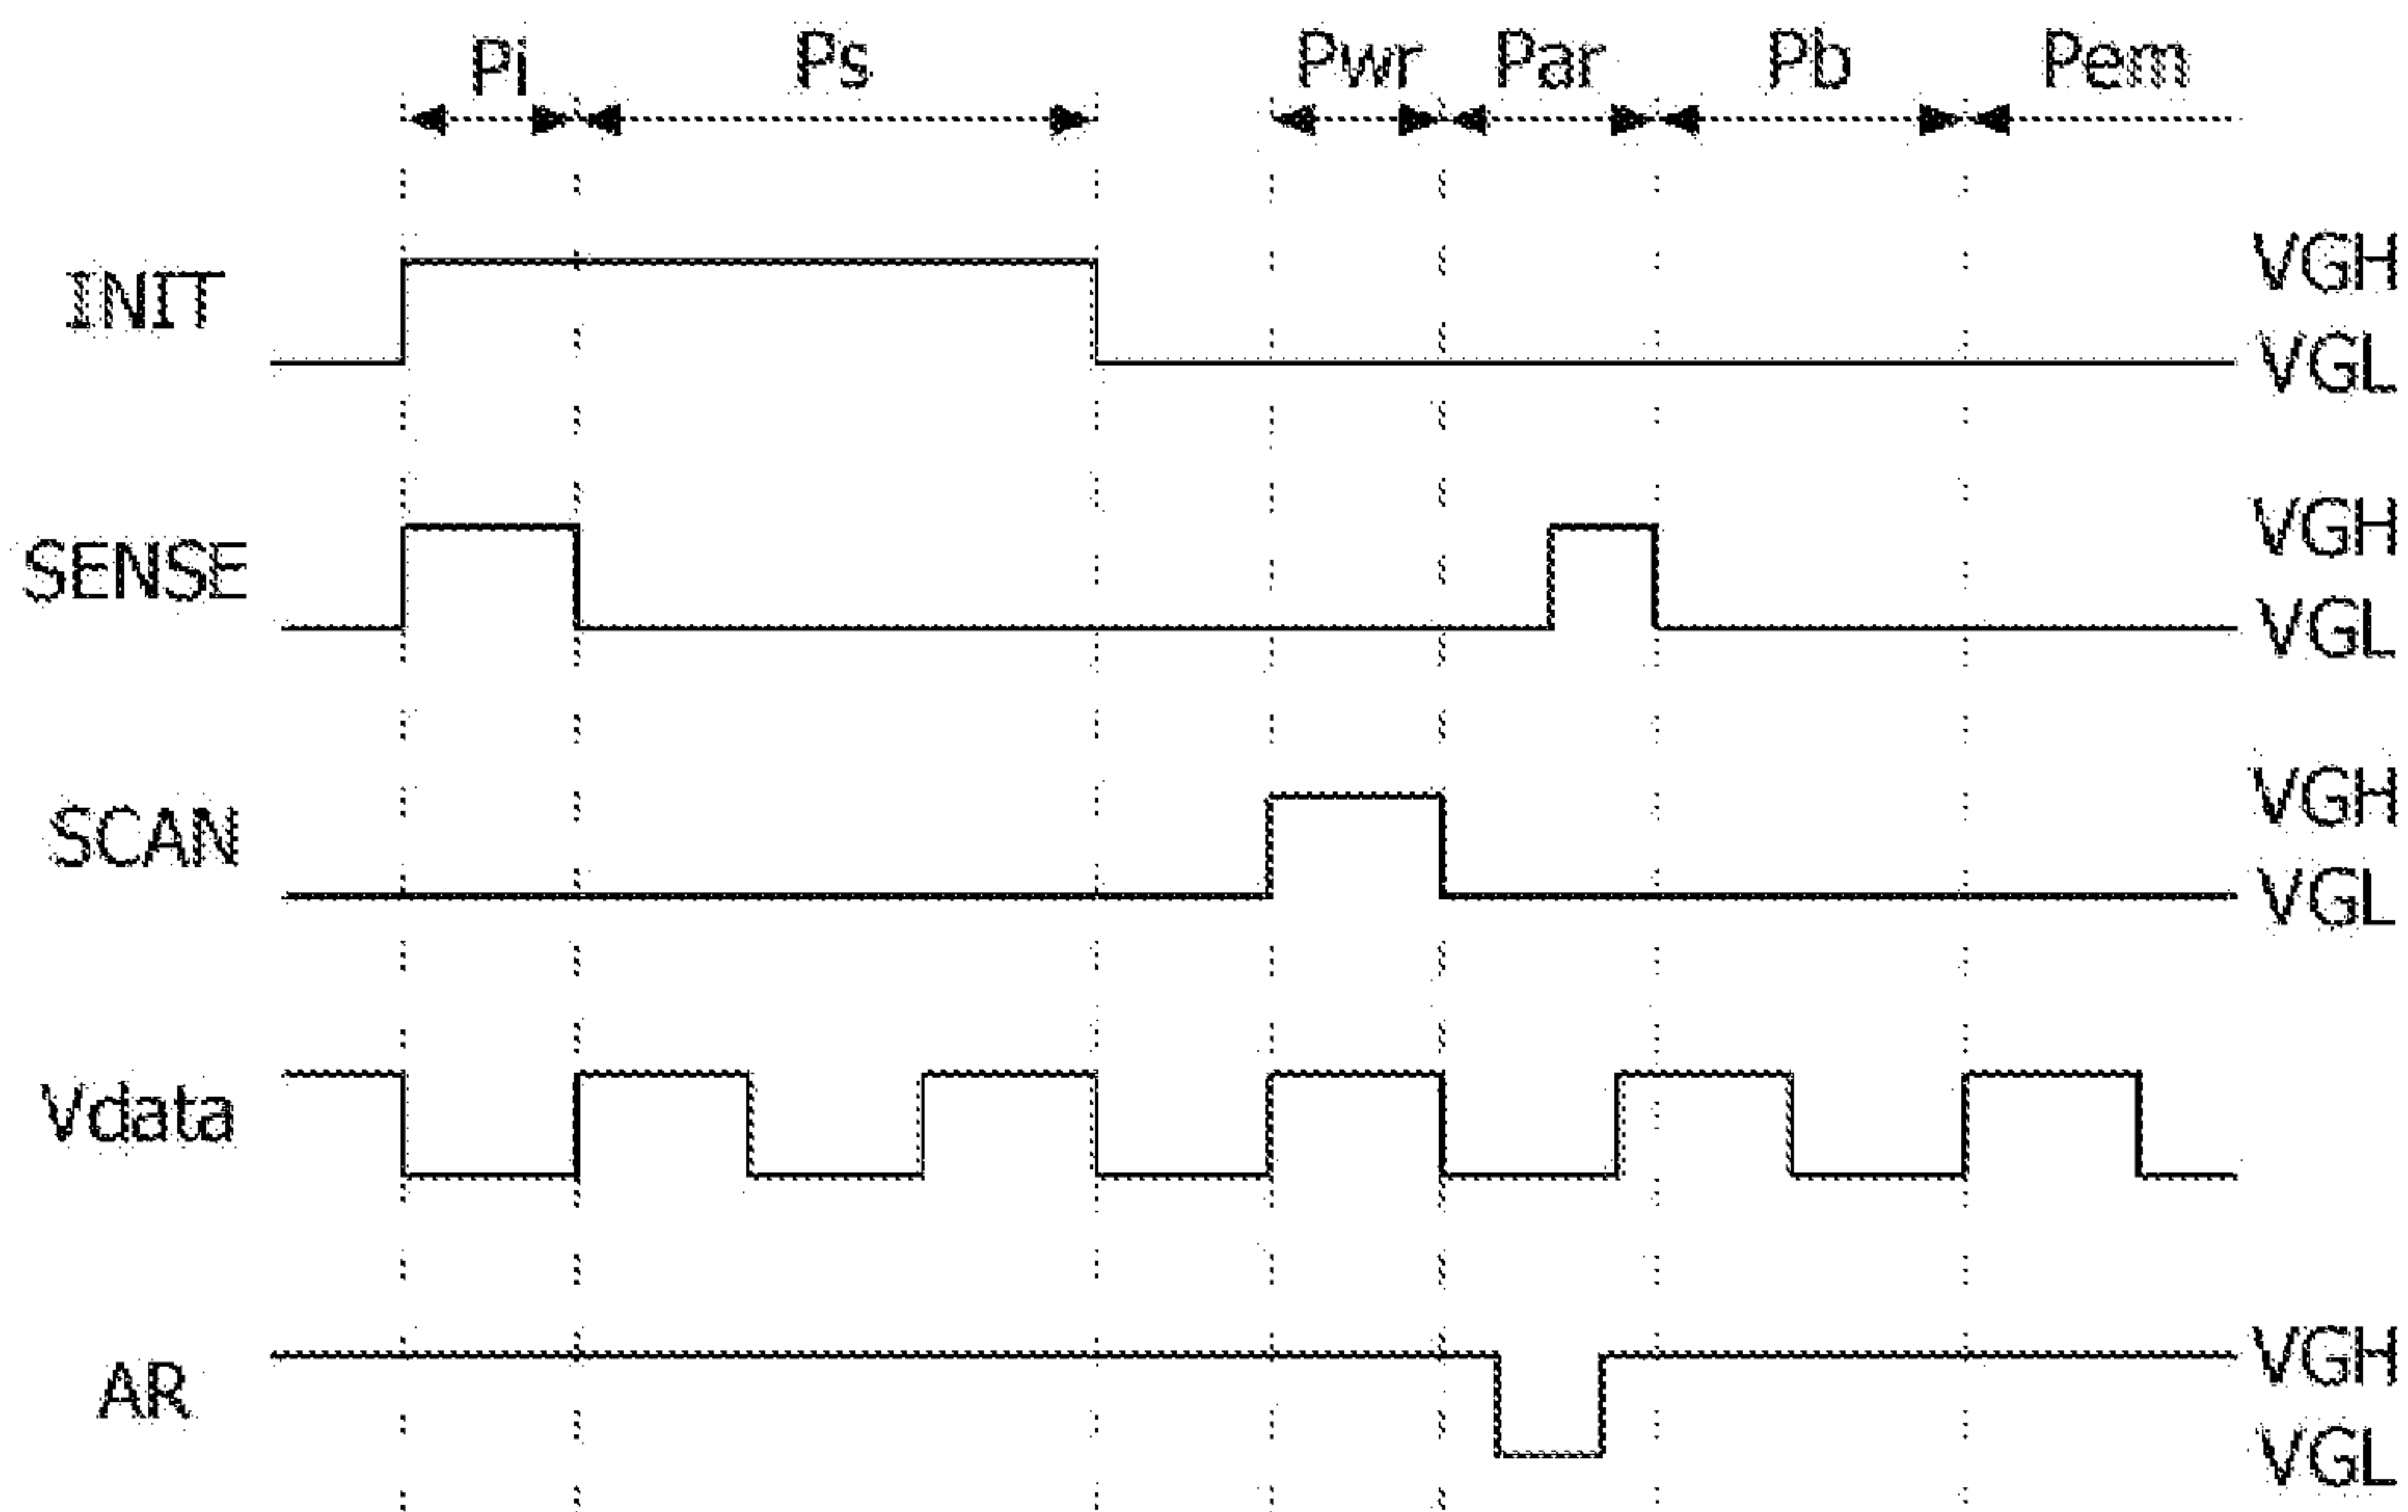 Pi Ps Pwr Par Pb Pem
INIT VGH
VGL
SENSE VGH
VGL
SCAN VGH
VGL
Vdata
AR VGH
VGL